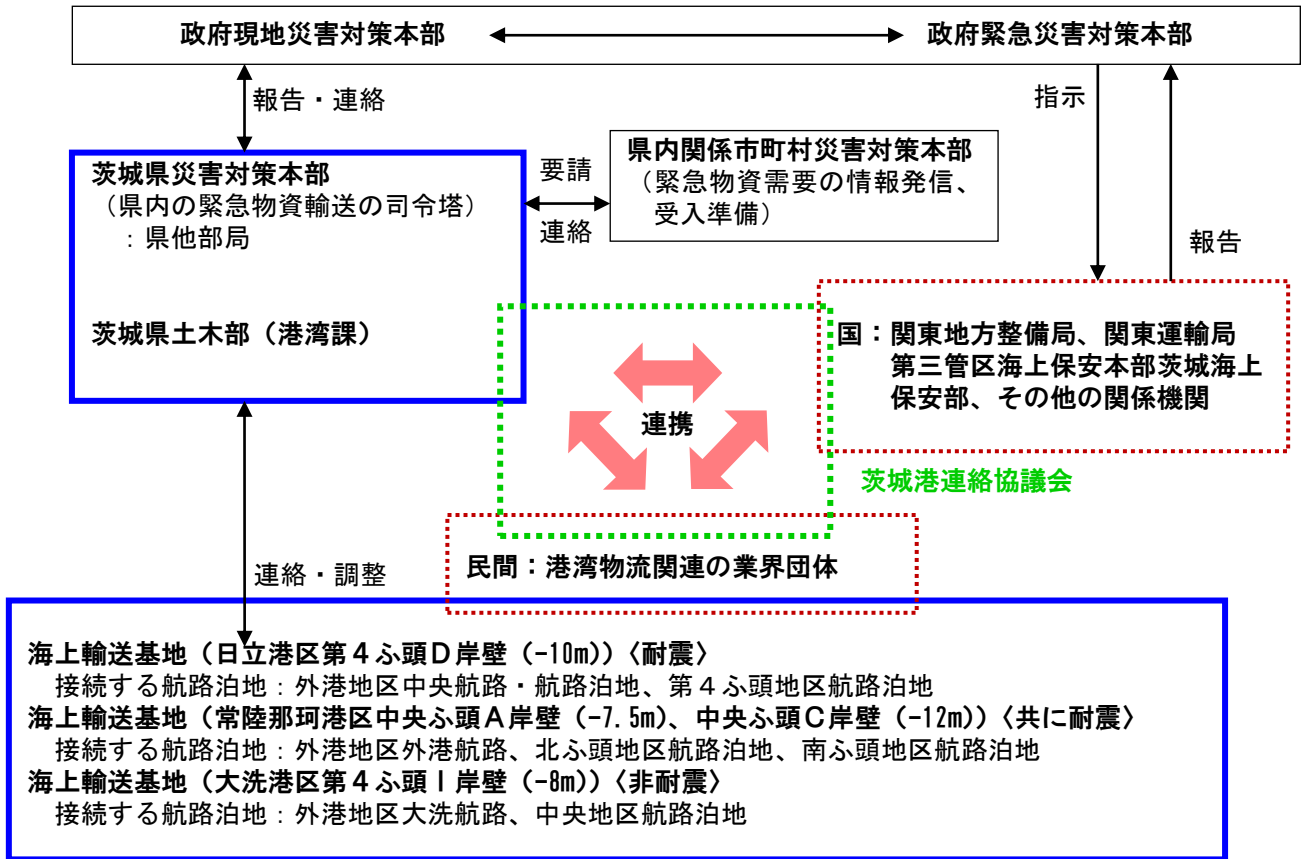 政府現地災害対策本部
政府緊急災害対策本部
報告・連絡
指示
茨城県災害対策本部
（県内の緊急物資輸送の司令塔）
：県他部局
要請
連絡
県内関係市町村災害対策本部
（緊急物資需要の情報発信、
受入準備）
報告
茨城県土木部（港湾課）
国：関東地方整備局、関東運輸局
第三管区海上保安本部茨城海上
保安部、その他の関係機関
連携
茨城港連絡協議会
民間：港湾物流関連の業界団体
連絡・調整
海上輸送基地（日立港区第４ふ頭Ｄ岸壁（-10m））〈耐震〉
接続する航路泊地：外港地区中央航路・航路泊地、第４ふ頭地区航路泊地
海上輸送基地（常陸那珂港区中央ふ頭Ａ岸壁（-7.5m）、中央ふ頭Ｃ岸壁（-12m））〈共に耐震〉
接続する航路泊地：外港地区外港航路、北ふ頭地区航路泊地、南ふ頭地区航路泊地
海上輸送基地（大洗港区第４ふ頭Ｉ岸壁（-8m））〈非耐震〉
接続する航路泊地：外港地区大洗航路、中央地区航路泊地